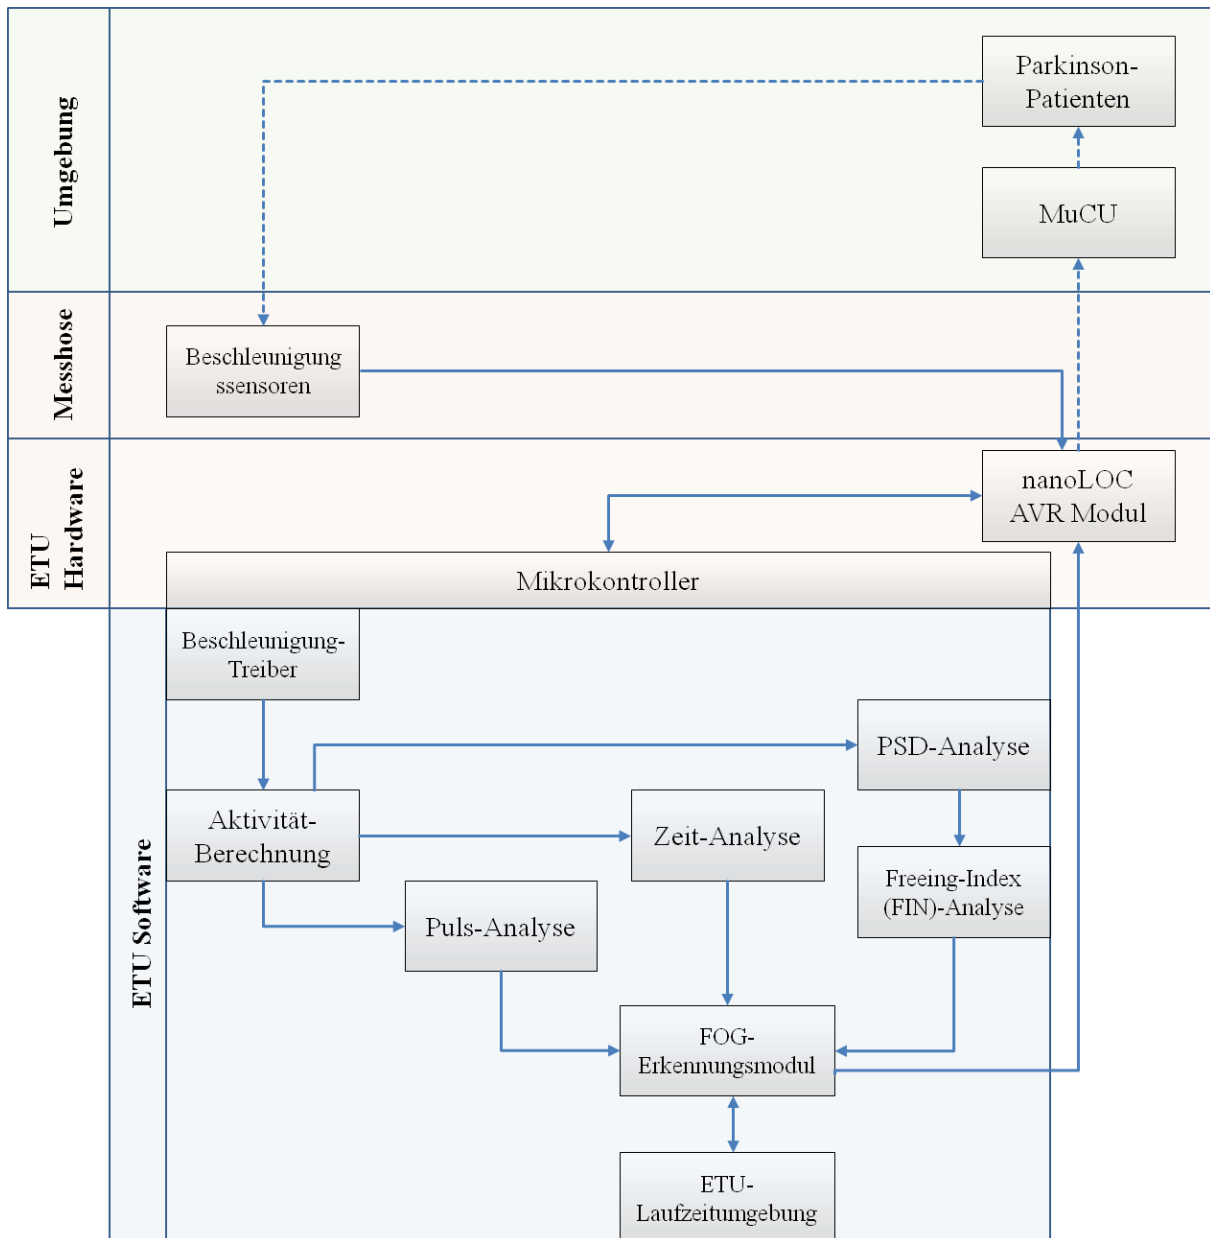 Umgebung
Parkinson-
Patienten
MuCU
Messhose
Beschleunigung
ssensoren
ETU
Hardware
nanoLOC
AVR Modul
Mikrokontroller
ETU Software
Beschleunigung-
Treiber
PSD-Analyse
Aktivität-
Berechnung
Zeit-Analyse
Freeing-Index
(FIN)-Analyse
Puls-Analyse
FOG-
Erkennungsmodul
ETU-
Laufzeitumgebung